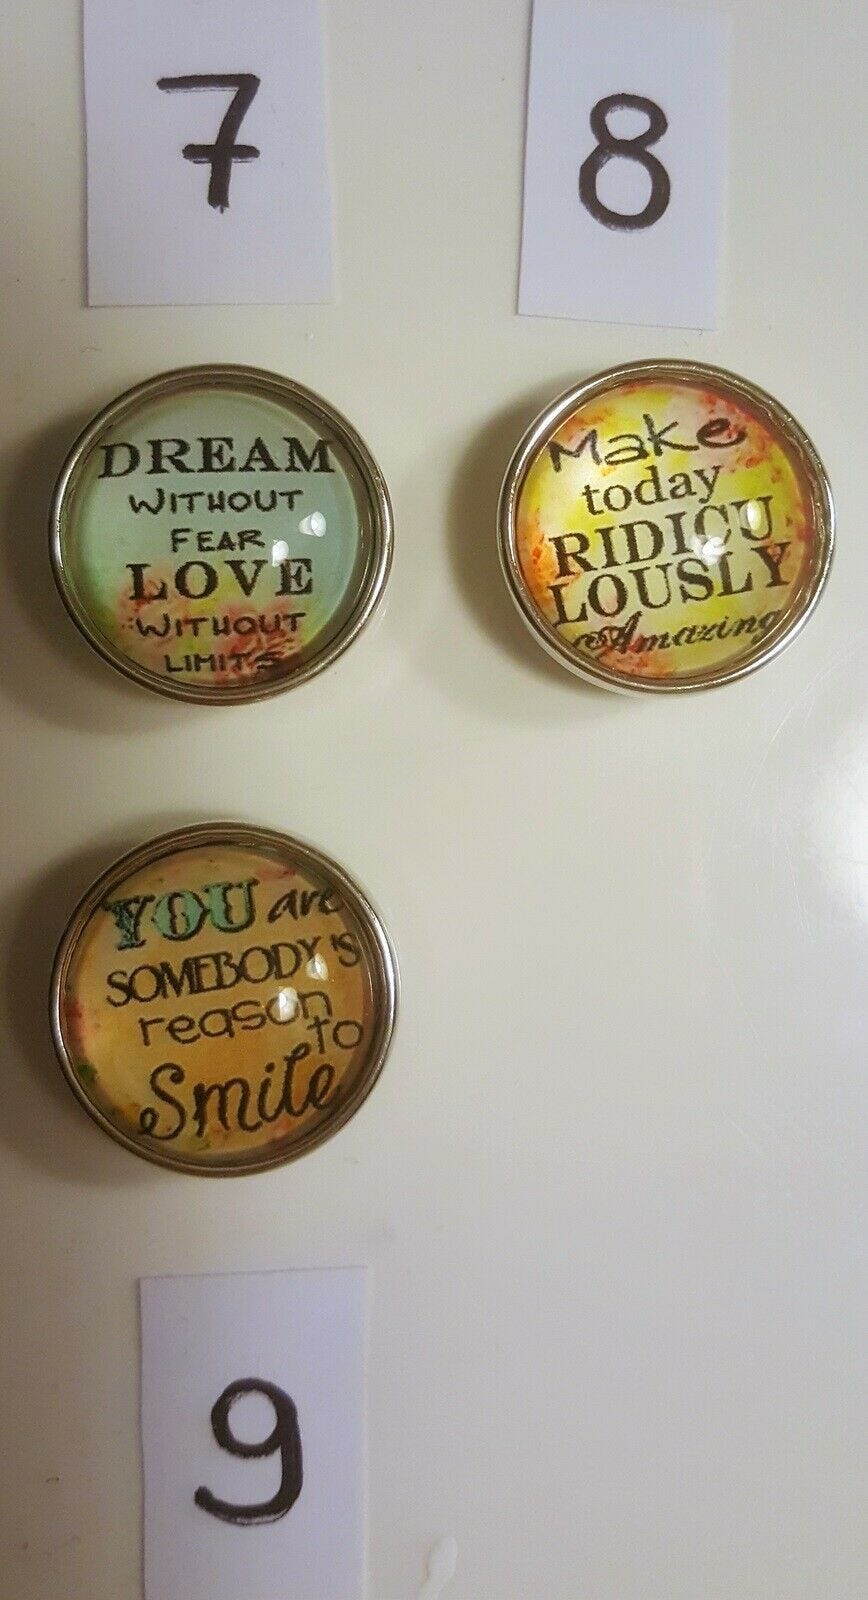 7
8
DREAM
WITHOUT
FEAR
LOVE
WITHOUT
LIMITS
Make
today
RIDICU
LOUSLY
Amazing
YOU are
SOMEBODY'S
reason
to
Smile
9